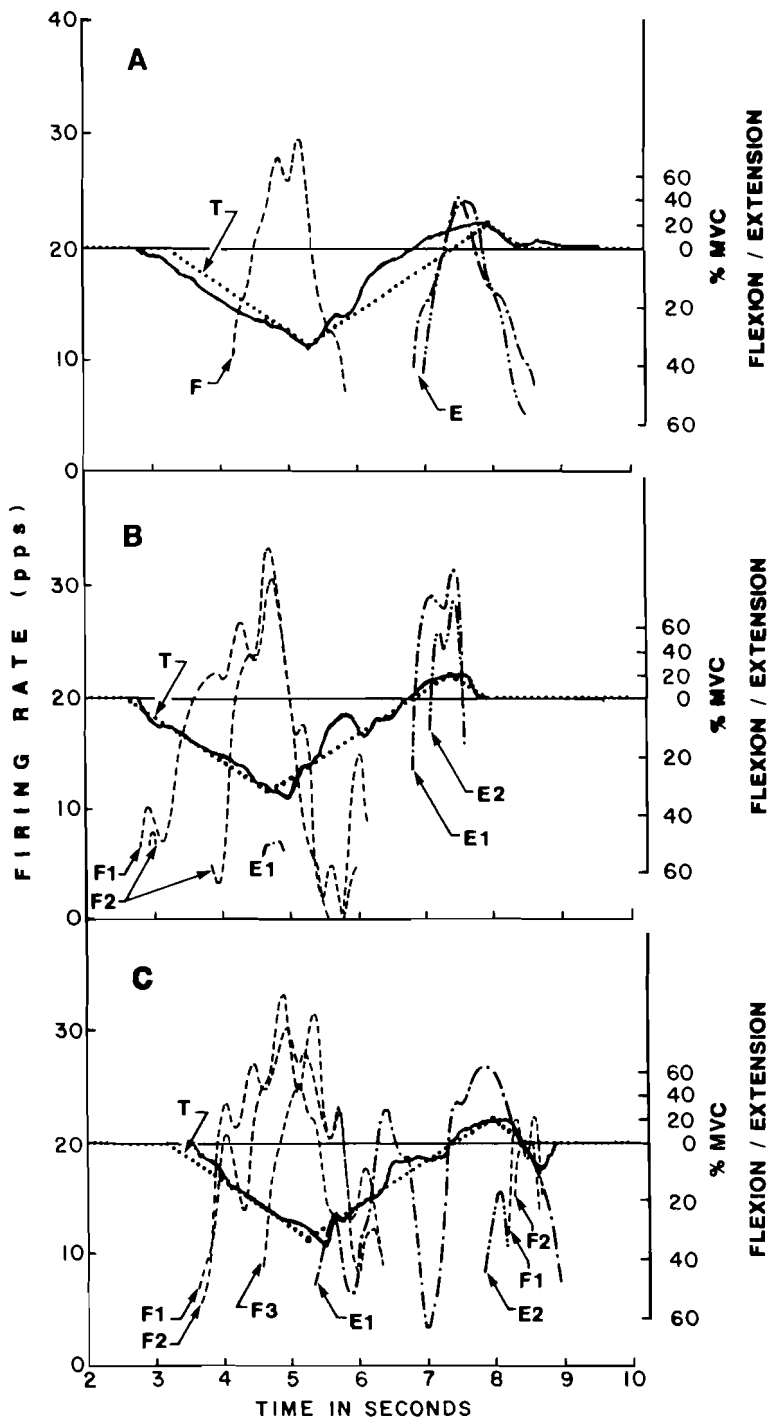 A
40
30
20
10
0
T
F
E
60
40
20
0
20
40
60
% MVC
FLEXION / EXTENSION
B
30
20
10
0
T
F1
F2
E1
E2
E1
60
40
20
0
20
40
60
% MVC
FLEXION / EXTENSION
FIRING RATE (pps)
C
30
20
10
0
T
F1
F2
F3
E1
F2
F1
E2
60
40
20
0
20
40
60
% MVC
FLEXION / EXTENSION
2 3 4 5 6 7 8 9 10
TIME IN SECONDS